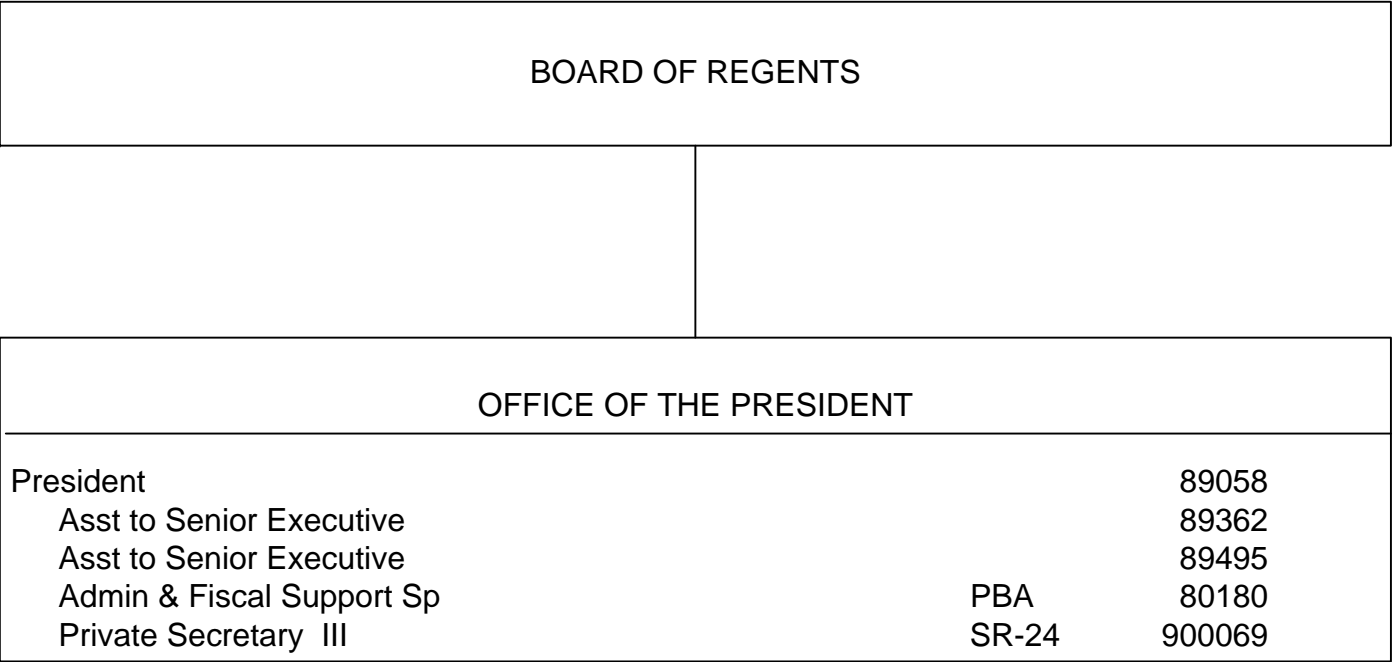 BOARD OF REGENTS
OFFICE OF THE PRESIDENT
President 89058
Asst to Senior Executive 89362
Asst to Senior Executive 89495
Admin & Fiscal Support Sp PBA 80180
Private Secretary III SR-24 900069